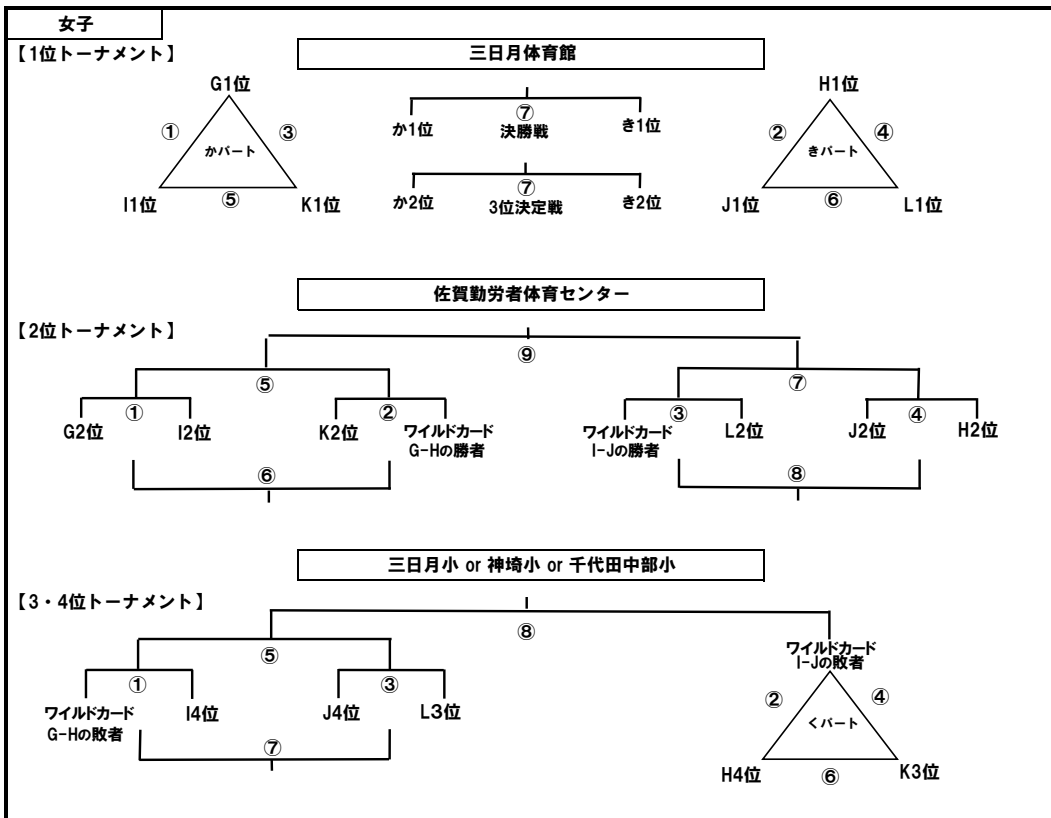 女子
【1位トーナメント】
三日月体育館
G1位
① ③
かパート
I1位 ⑤ K1位
か1位 ⑦ き1位
決勝戦
か2位 ⑦ き2位
3位決定戦
H1位
② ④
きパート
J1位 ⑥ L1位
佐賀勤労者体育センター
【2位トーナメント】
⑨
⑤ ⑦
① ② ③ ④
G2位 I2位 K2位 ワイルドカード
G-Hの勝者
ワイルドカード
I-Jの勝者
L2位 J2位 H2位
⑥ ⑧
三日月小 or 神埼小 or 千代田中部小
【3・4位トーナメント】
⑧
⑤
① ③
ワイルドカード
G-Hの敗者
I4位 J4位 L3位
⑦
ワイルドカード
I-Jの敗者
② ④
くパート
H4位 ⑥ K3位